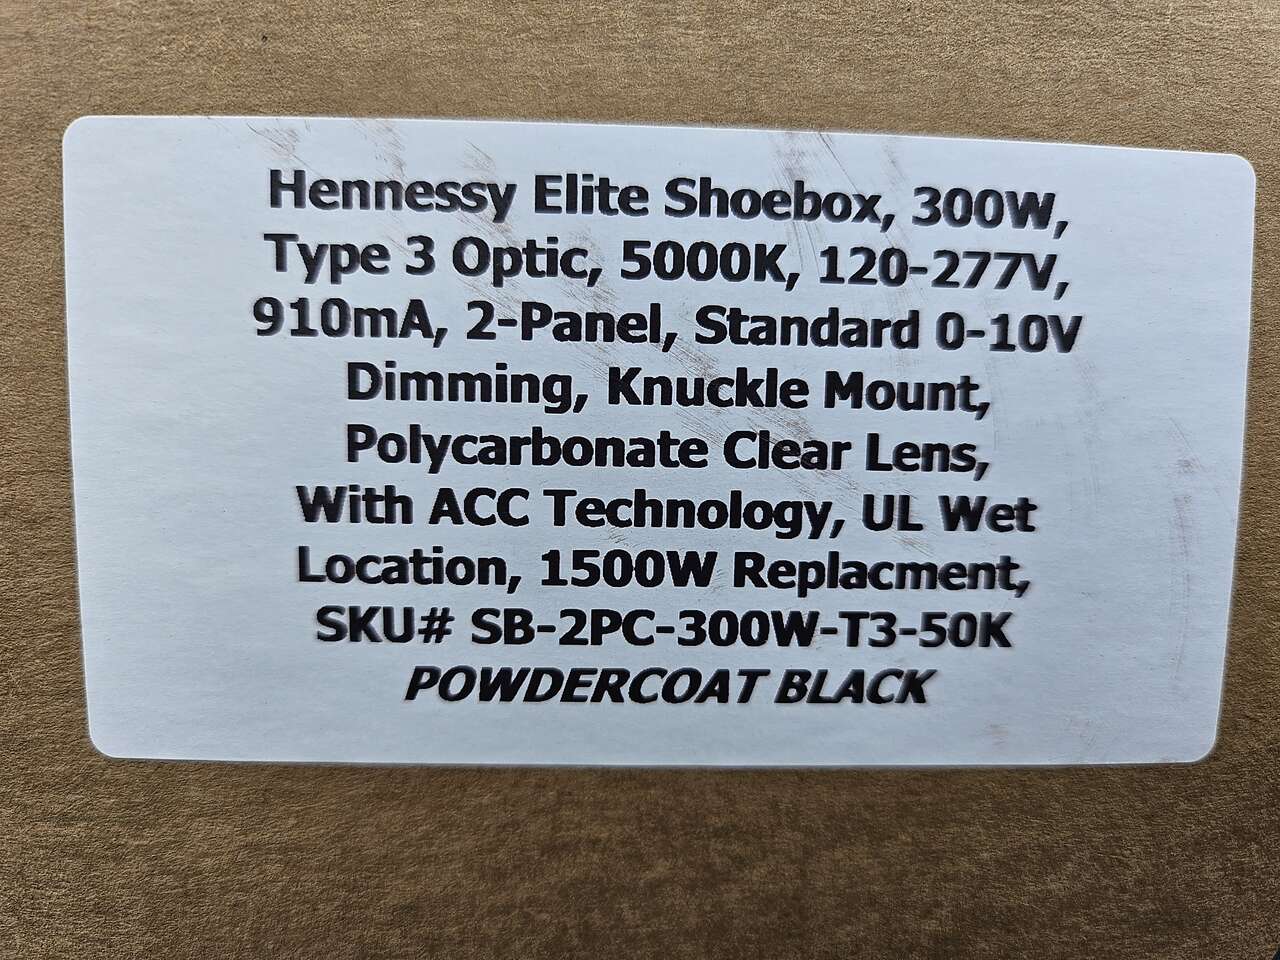 Hennessy Elite Shoebox, 300W,
Type 3 Optic, 5000K, 120-277V,
910mA, 2-Panel, Standard 0-10V
Dimming, Knuckle Mount,
Polycarbonate Clear Lens,
With ACC Technology, UL Wet
Location, 1500W Replacment,
SKU# SB-2PC-300W-T3-50K
POWDERCOAT BLACK